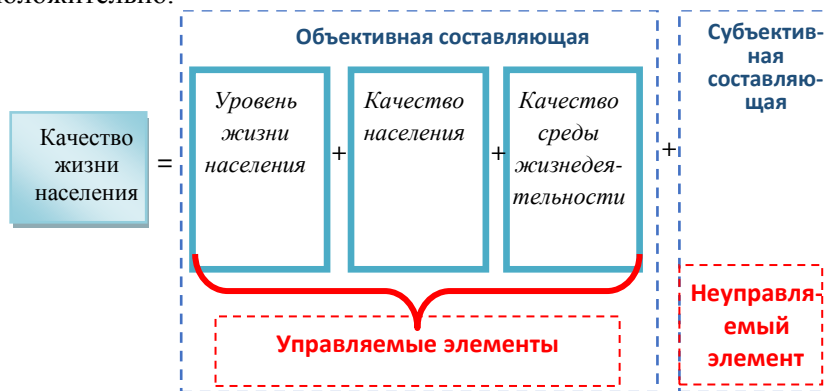 Объективная составляющая
Субъектив-
ная
составляю-
щая
Качество
жизни
населения
=
Уровень
жизни
населения
+
Качество
населения
+
Качество
среды
жизнедея-
тельности
+
Управляемые элементы
Неуправля-
емый
элемент